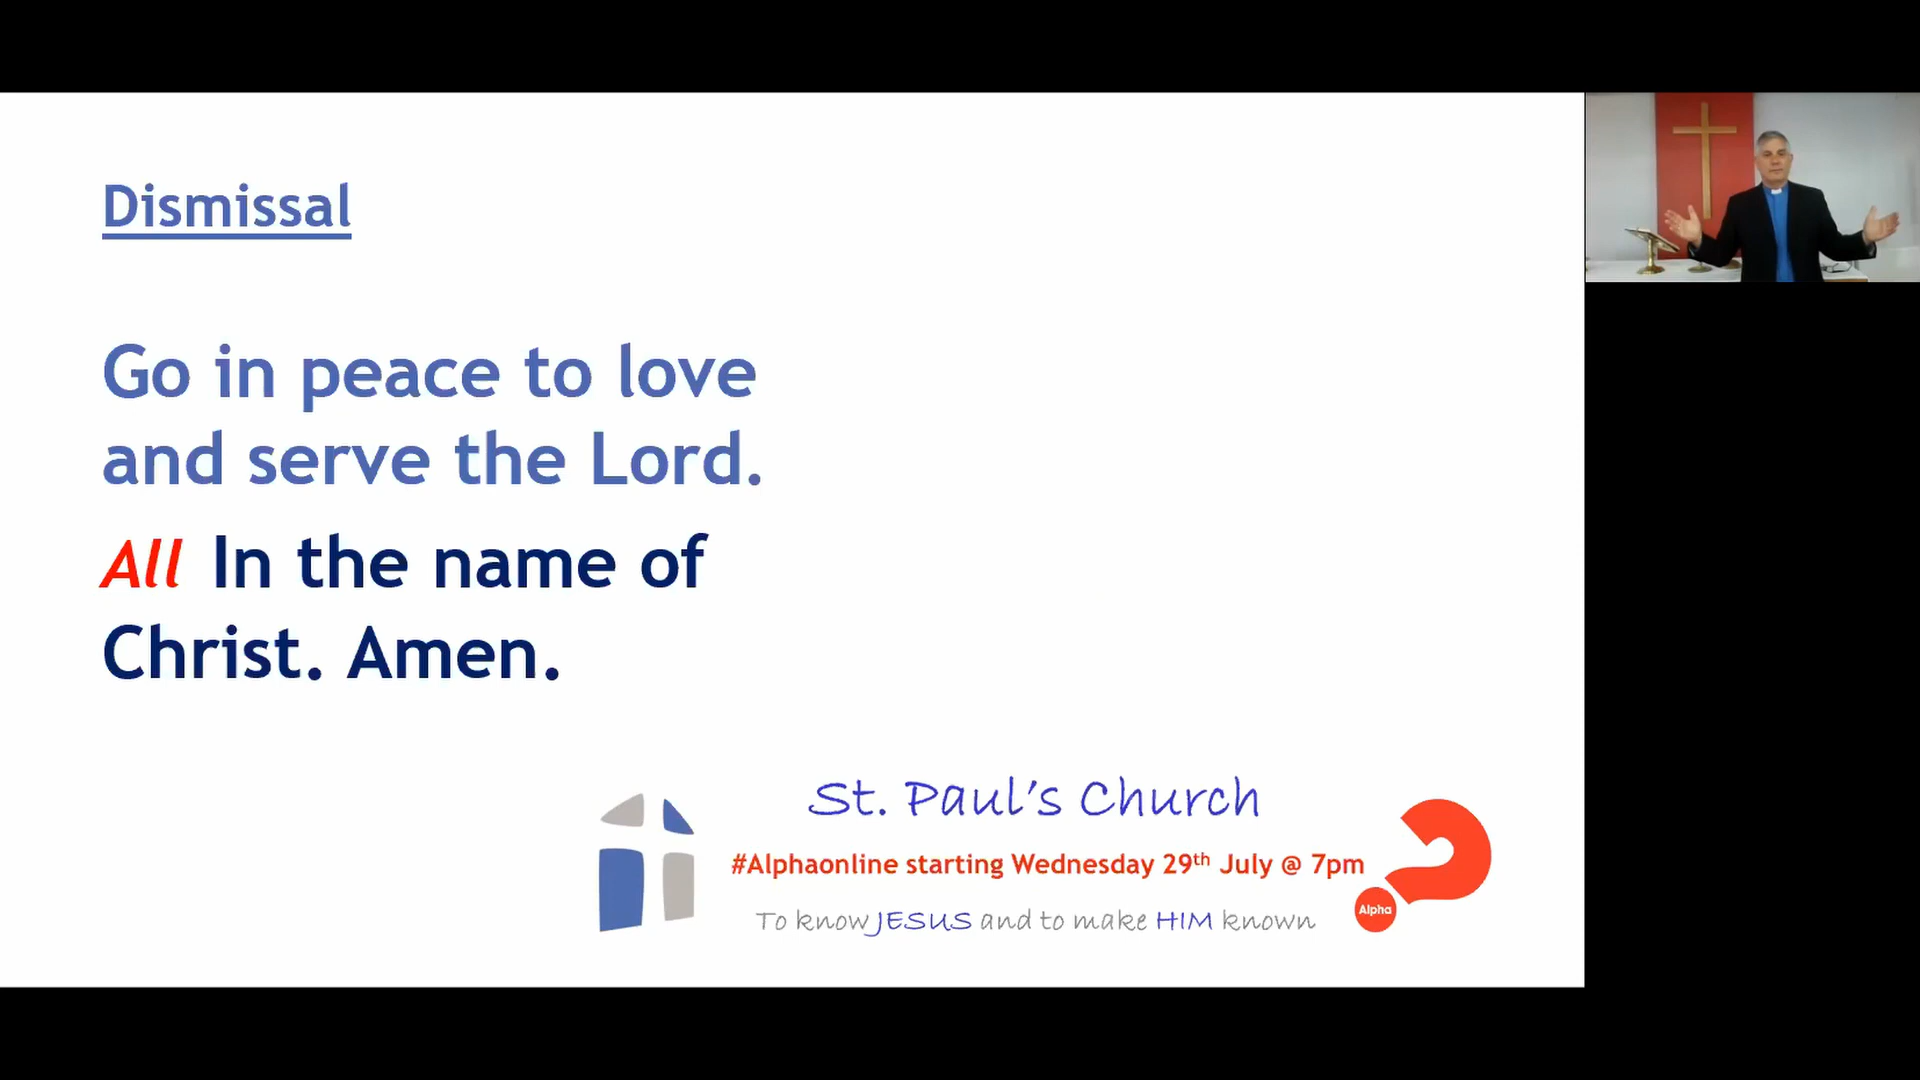 Dismissal
Go in peace to love
and serve the Lord.
All In the name of
Christ. Amen.
St. Paul's Church
#Alphaonline starting Wednesday 29th July @ 7pm
To know JESUS and to make HIM known
Alpha